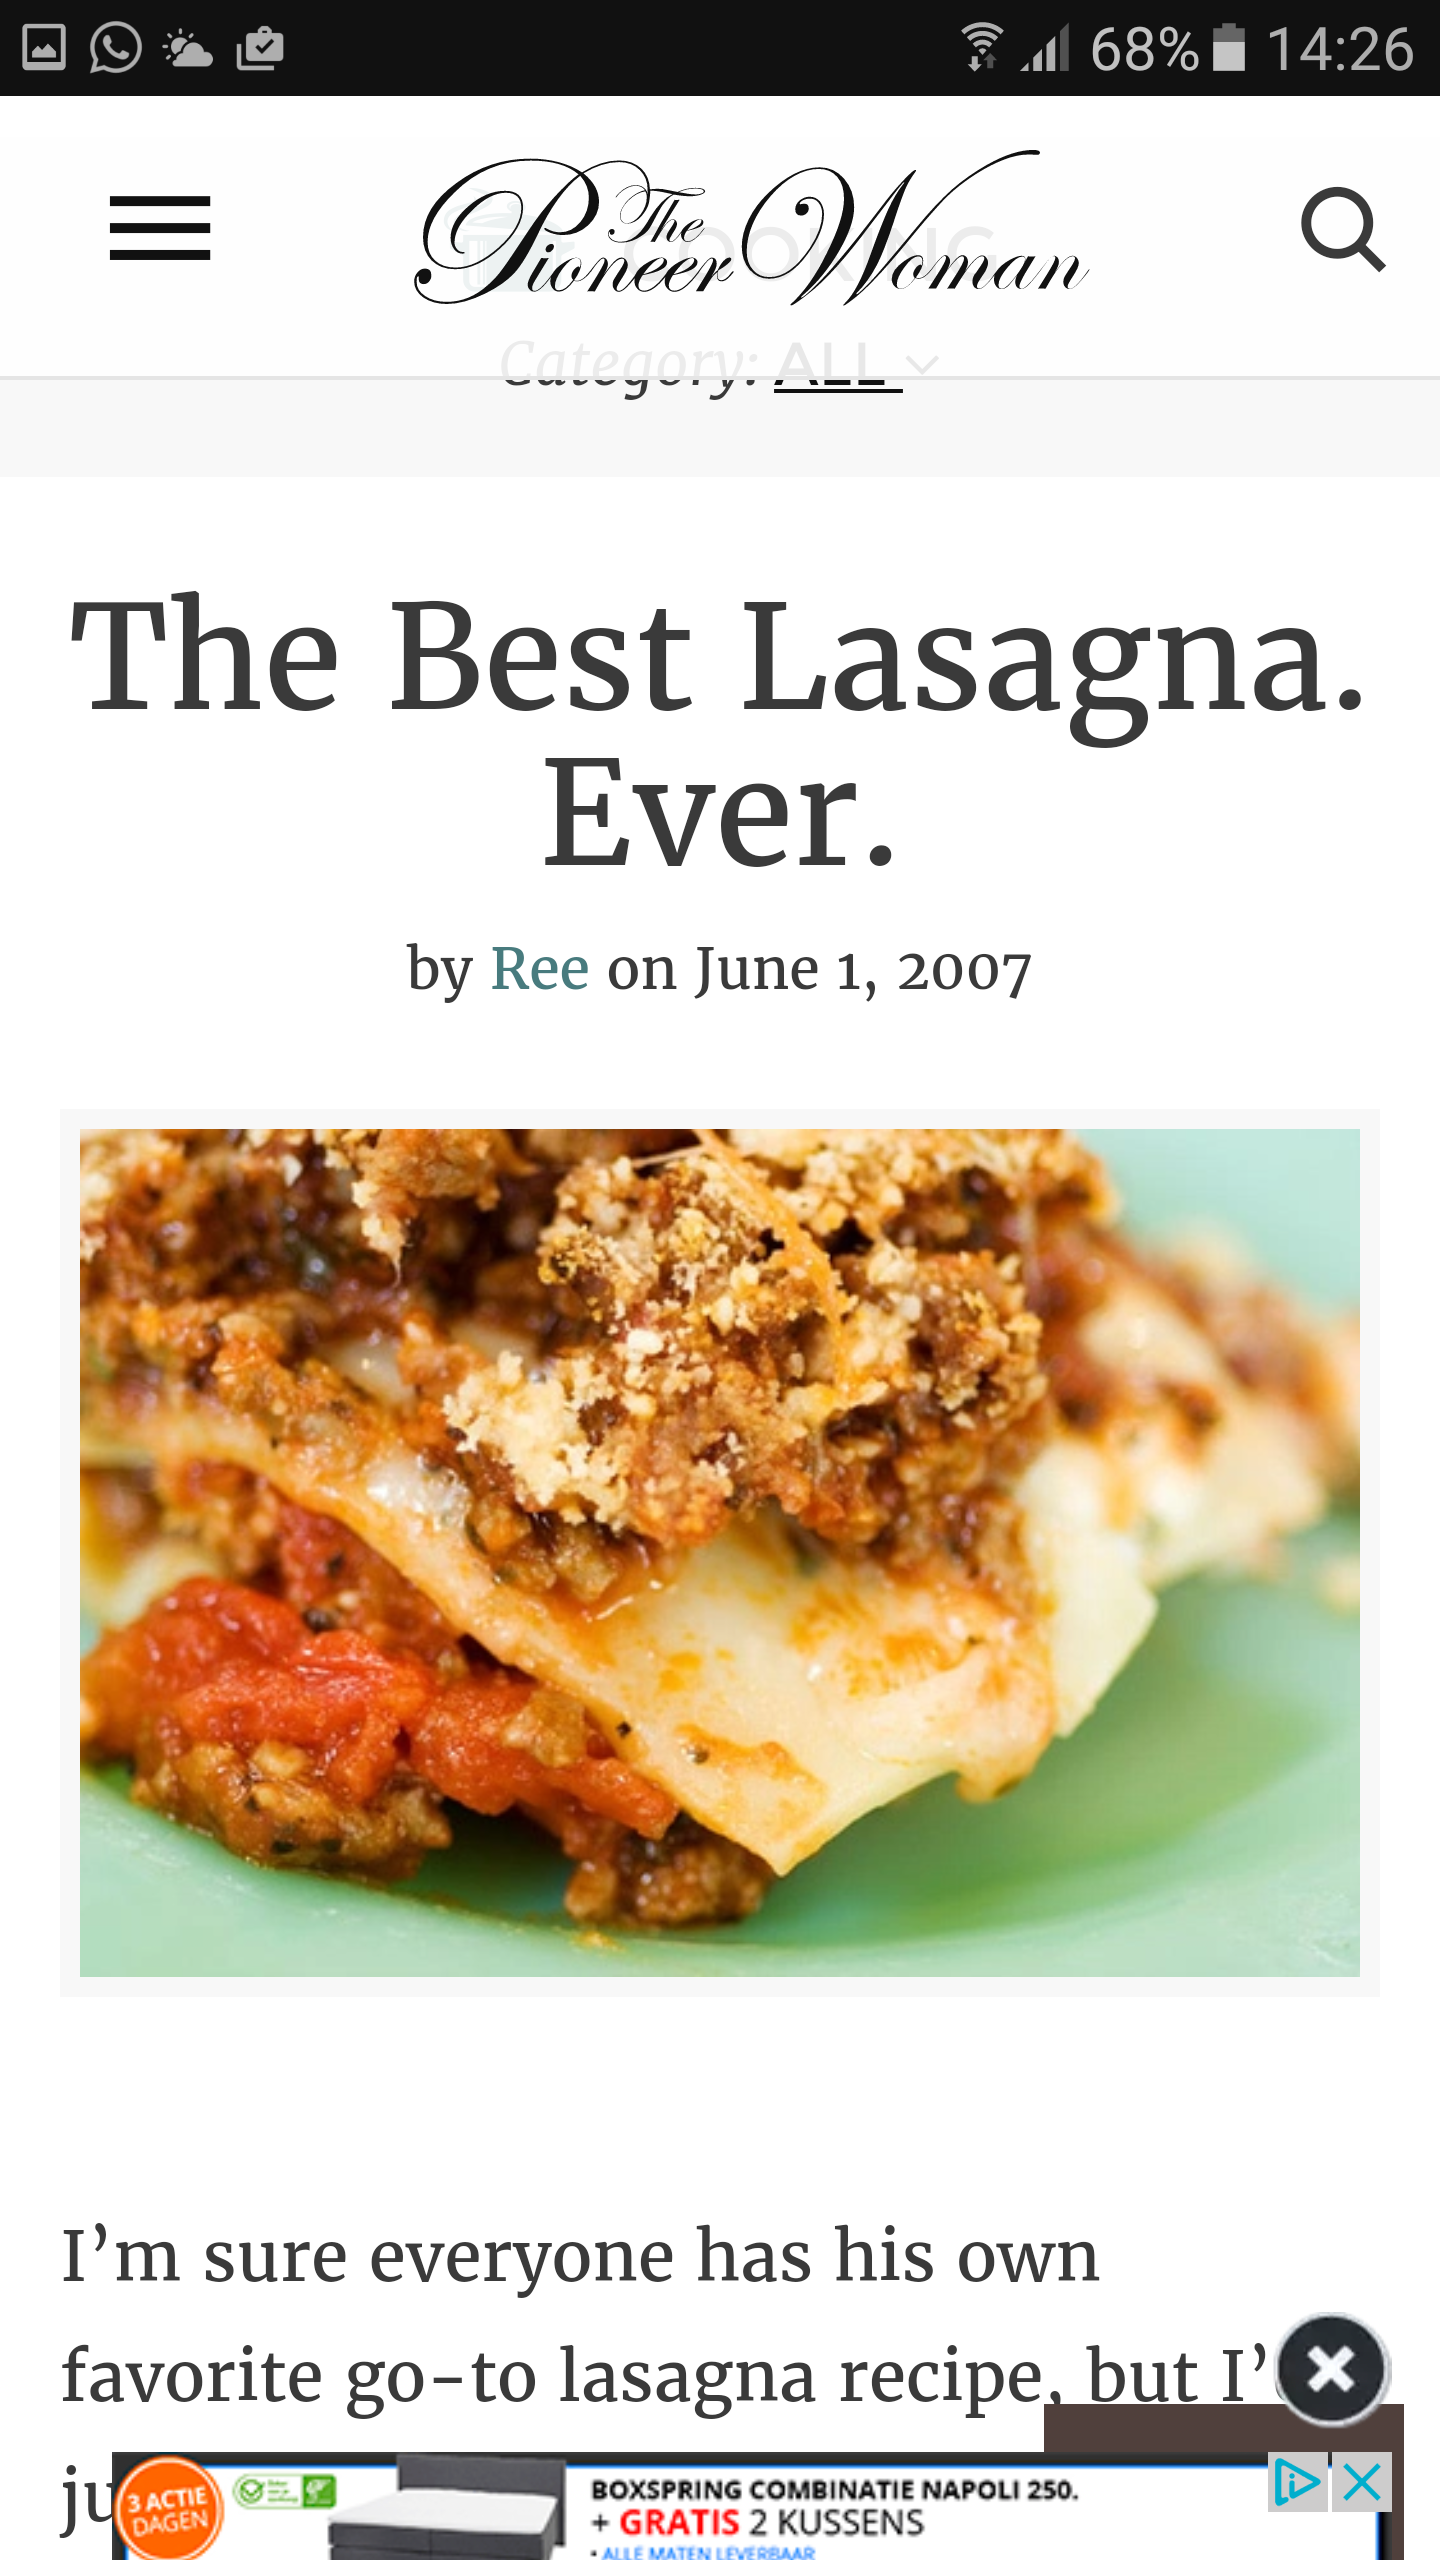 68% 14:26
The Pioneer Woman
COOKING
Category: ALL
The Best Lasagna.
Ever.
by Ree on June 1, 2007
I’m sure everyone has his own
favorite go-to lasagna recipe, but I’
ju
3 ACTIE
DAGEN
BOXSPRING COMBINATIE NAPOLI 250.
+ GRATIS 2 KUSSENS
• ALLE MATEN LEVERBAAR